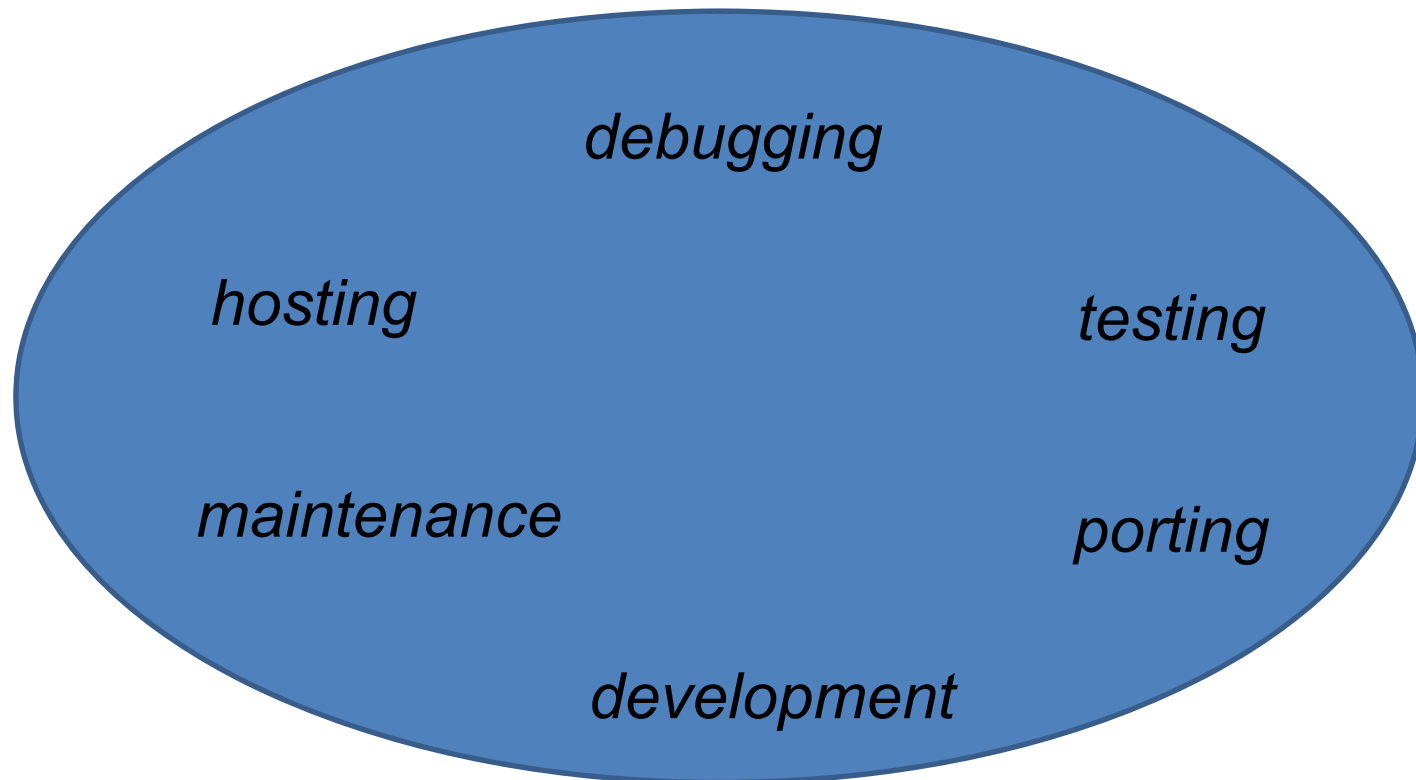 debugging
hosting
testing
maintenance
porting
development